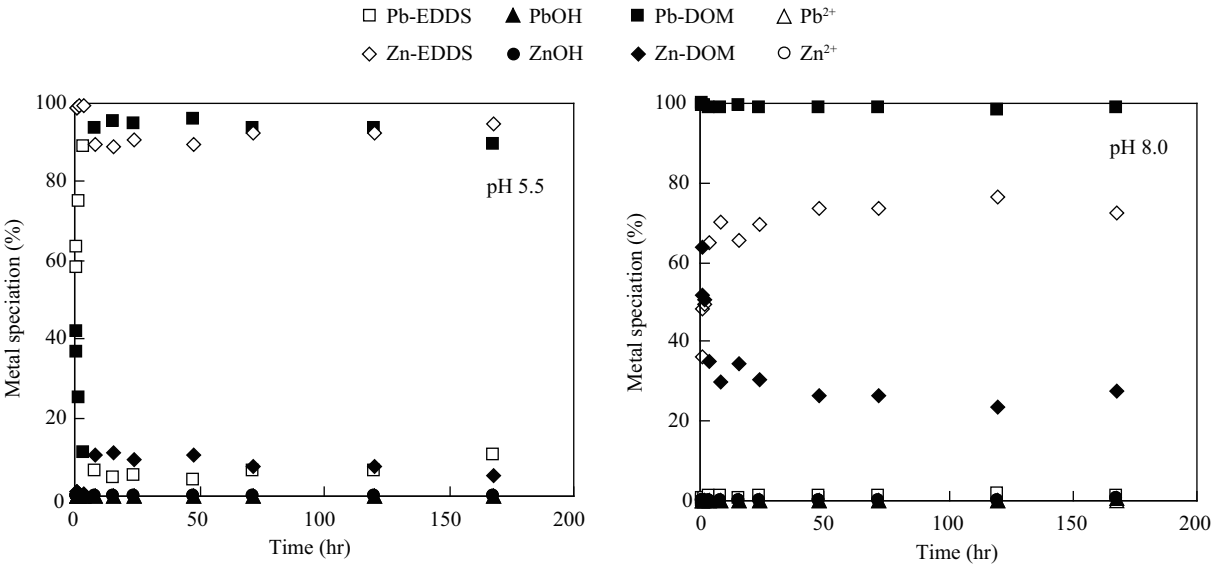 Pb-EDDS PbOH Pb-DOM Pb²⁺
Zn-EDDS ZnOH Zn-DOM Zn²⁺
Metal speciation (%)
100
80
60
40
20
0
pH 5.5
0 50 100 150 200
Time (hr)
Metal speciation (%)
100
80
60
40
20
0
pH 8.0
0 50 100 150 200
Time (hr)